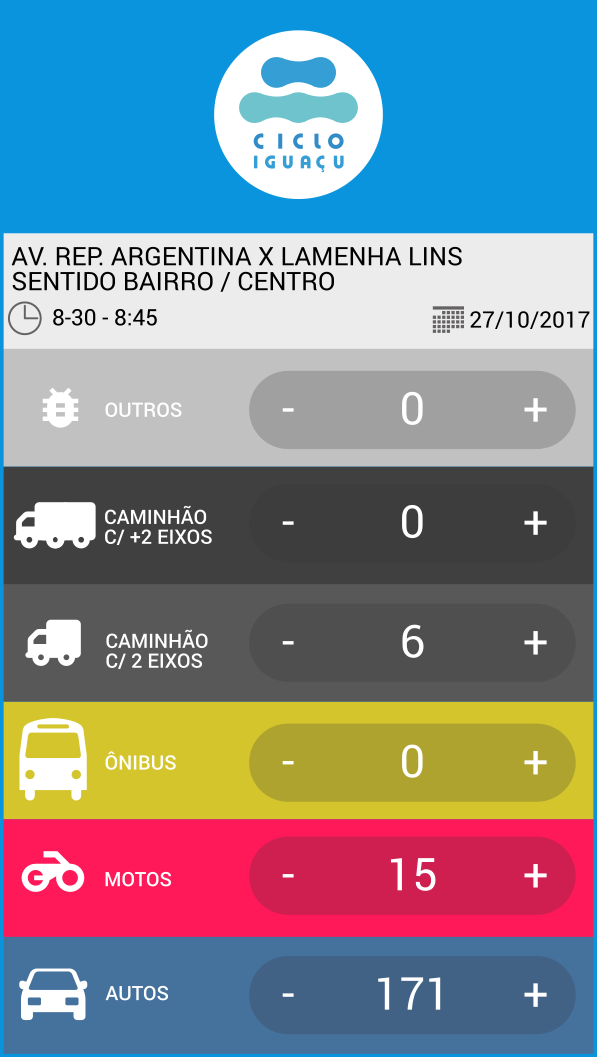 CICLO
IGUAÇU
AV. REP. ARGENTINA X LAMENHA LINS
SENTIDO BAIRRO / CENTRO
8-30 - 8:45 27/10/2017
OUTROS - 0 +
CAMINHÃO
C/ +2 EIXOS - 0 +
CAMINHÃO
C/ 2 EIXOS - 6 +
ÔNIBUS - 0 +
MOTOS - 15 +
AUTOS - 171 +